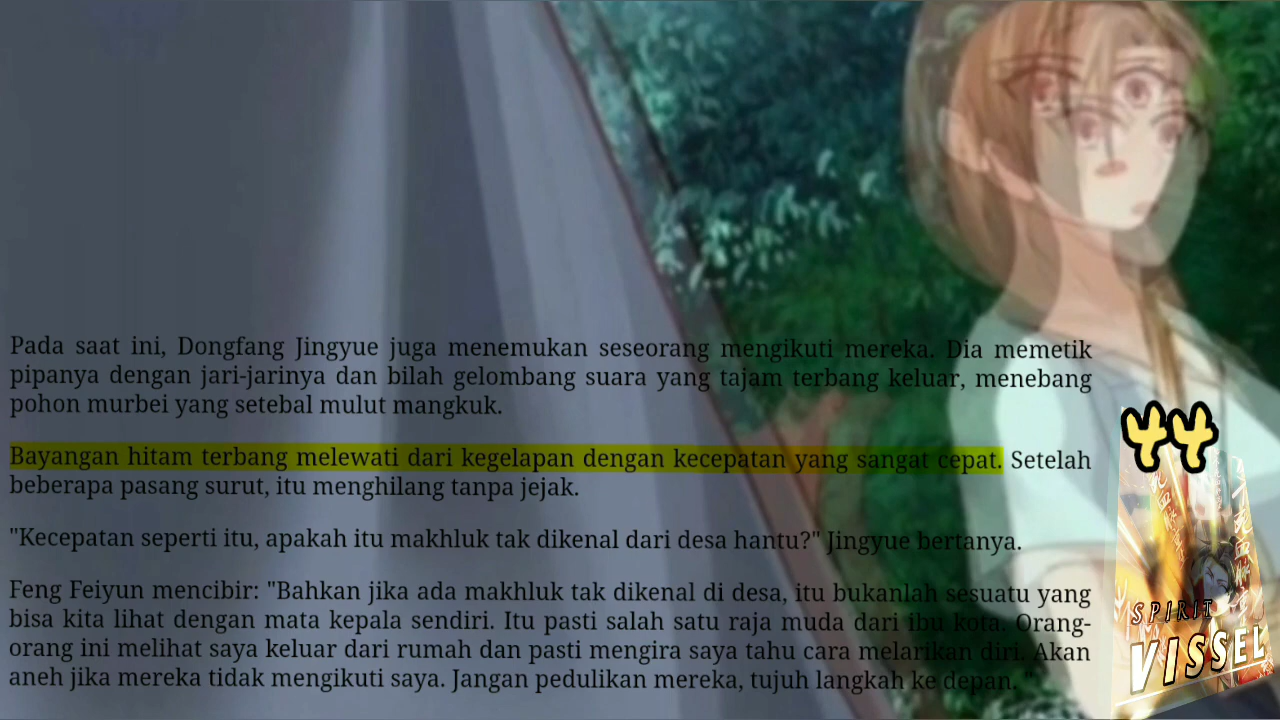 Pada saat ini, Dongfang Jingyue juga menemukan seseorang mengikuti mereka. Dia memetik
pipanya dengan jari-jarinya dan bilah gelombang suara yang tajam terbang keluar, menebang
pohon murbei yang setebal mulut mangkuk.
Bayangan hitam terbang melewati dari kegelapan dengan kecepatan yang sangat cepat. Setelah
beberapa pasang surut, itu menghilang tanpa jejak.
"Kecepatan seperti itu, apakah itu makhluk tak dikenal dari desa hantu?" Jingyue bertanya.
Feng Feiyun mencibir: "Bahkan jika ada makhluk tak dikenal di desa, itu bukanlah sesuatu yang
bisa kita lihat dengan mata kepala sendiri. Itu pasti salah satu raja muda dari ibu kota. Orang-
orang ini melihat saya keluar dari rumah dan pasti mengira saya tahu cara melarikan diri. Akan
aneh jika mereka tidak mengikuti saya. Jangan pedulikan mereka, tujuh langkah ke depan. "
44
SPIRIT
VISSEL